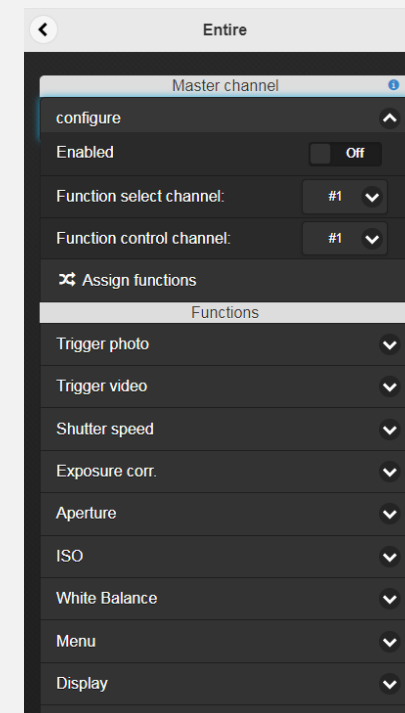 Entire
Master channel
configure
Enabled Off
Function select channel: #1
Function control channel: #1
Assign functions
Functions
Trigger photo
Trigger video
Shutter speed
Exposure corr.
Aperture
ISO
White Balance
Menu
Display